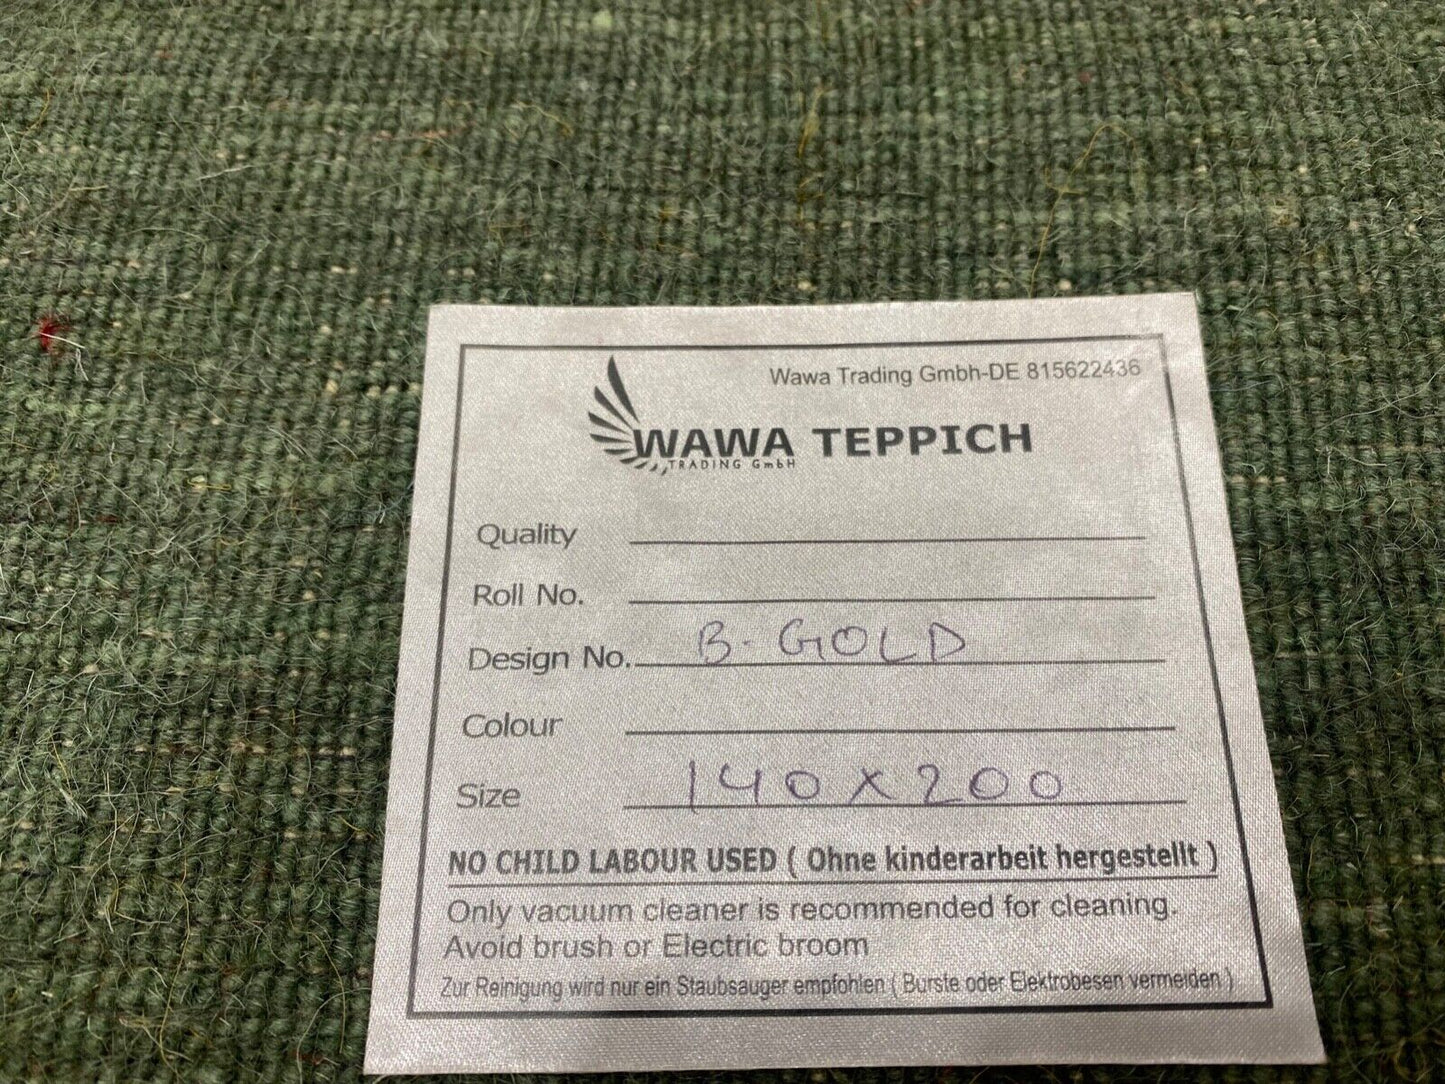 Wawa Trading Gmbh-DE 815622436
WAWA TEPPICH
TRADING GmbH
Quality
Roll No.
Design No. B-GOLD
Colour
Size 140 x 200
NO CHILD LABOUR USED ( Ohne kinderarbeit hergestellt )
Only vacuum cleaner is recommended for cleaning.
Avoid brush or Electric broom
Zur Reinigung wird nur ein Staubsauger empfohlen ( Burste oder Elektrobesen vermeiden )